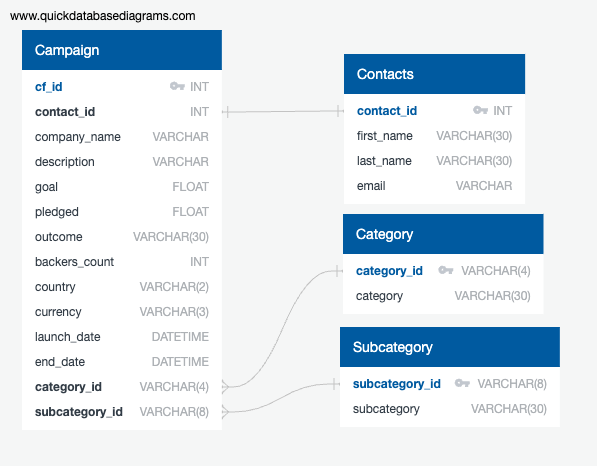 www.quickdatabasediagrams.com
Campaign
cf_id INT
contact_id INT
company_name VARCHAR
description VARCHAR
goal FLOAT
pledged FLOAT
outcome VARCHAR(30)
backers_count INT
country VARCHAR(2)
currency VARCHAR(3)
launch_date DATETIME
end_date DATETIME
category_id VARCHAR(4)
subcategory_id VARCHAR(8)
Contacts
contact_id INT
first_name VARCHAR(30)
last_name VARCHAR(30)
email VARCHAR
Category
category_id VARCHAR(4)
category VARCHAR(30)
Subcategory
subcategory_id VARCHAR(8)
subcategory VARCHAR(30)